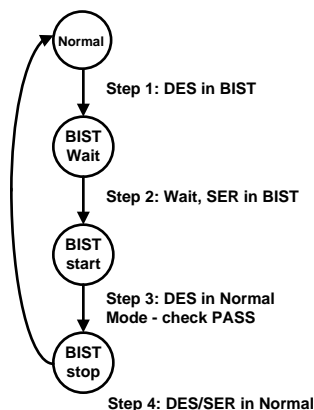 Normal
Step 1: DES in BIST
BIST
Wait
Step 2: Wait, SER in BIST
BIST
start
Step 3: DES in Normal
Mode - check PASS
BIST
stop
Step 4: DES/SER in Normal